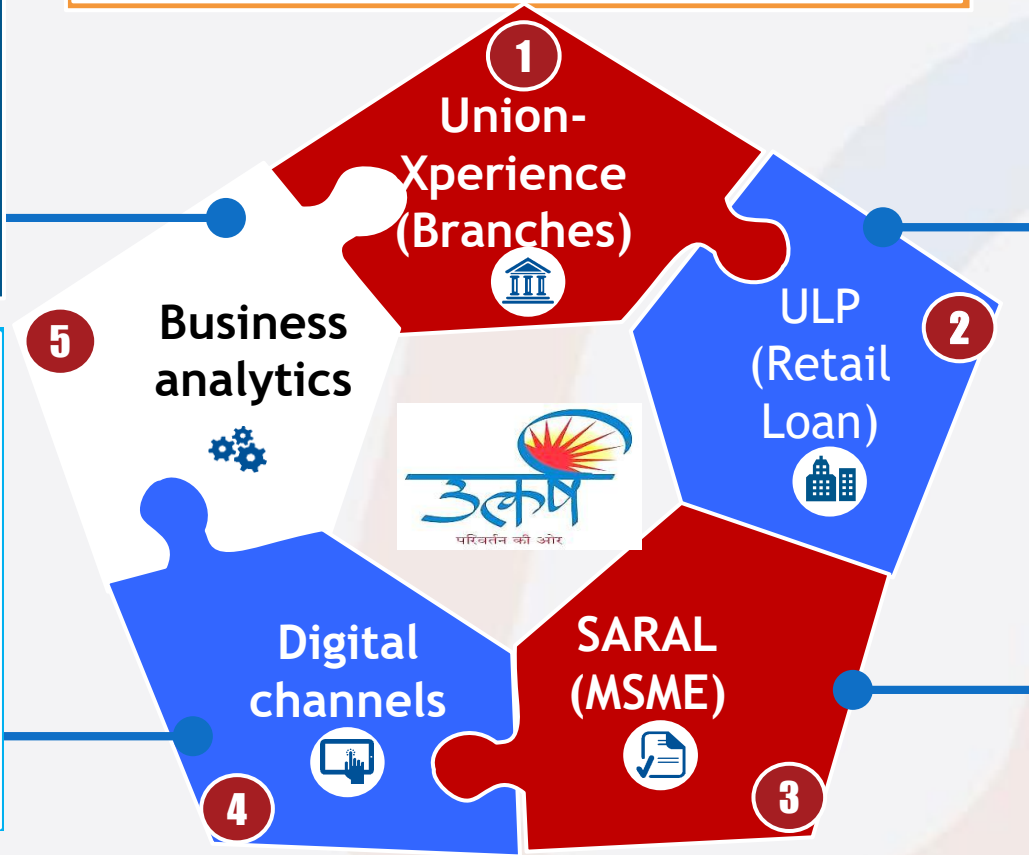 1
Union-
Xperience
(Branches)
ULP
(Retail
Loan)
2
SARAL
(MSME)
3
Digital
channels
4
5
Business
analytics
उत्कर्ष
परिवर्तन की ओर